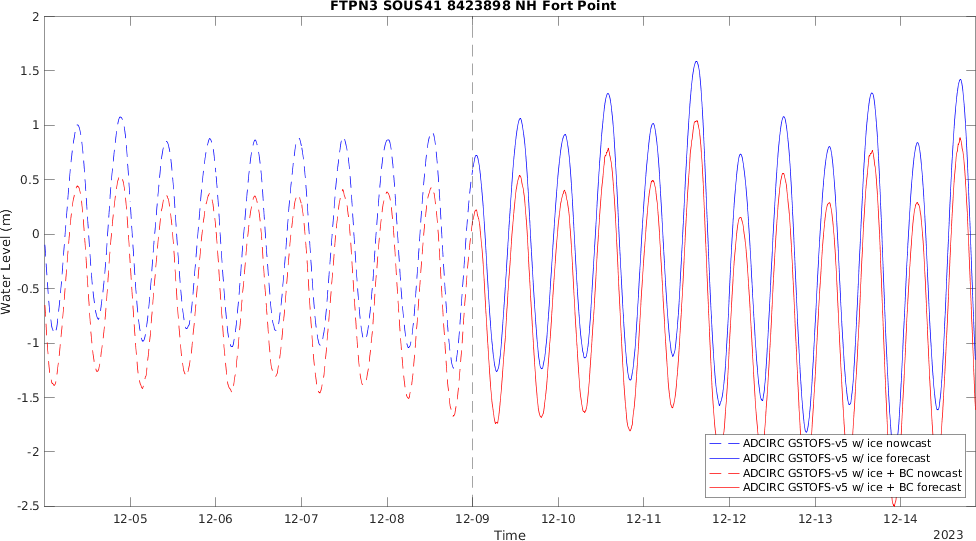 FTPN3 SOUS41 8423898 NH Fort Point
2
1.5
1
0.5
0
-0.5
-1
-1.5
-2
-2.5
Water Level (m)
ADCIRC GSTOFS-v5 w/ ice nowcast
ADCIRC GSTOFS-v5 w/ ice forecast
ADCIRC GSTOFS-v5 w/ ice + BC nowcast
ADCIRC GSTOFS-v5 w/ ice + BC forecast
12-05 12-06 12-07 12-08 12-09 12-10 12-11 12-12 12-13 12-14
Time
2023